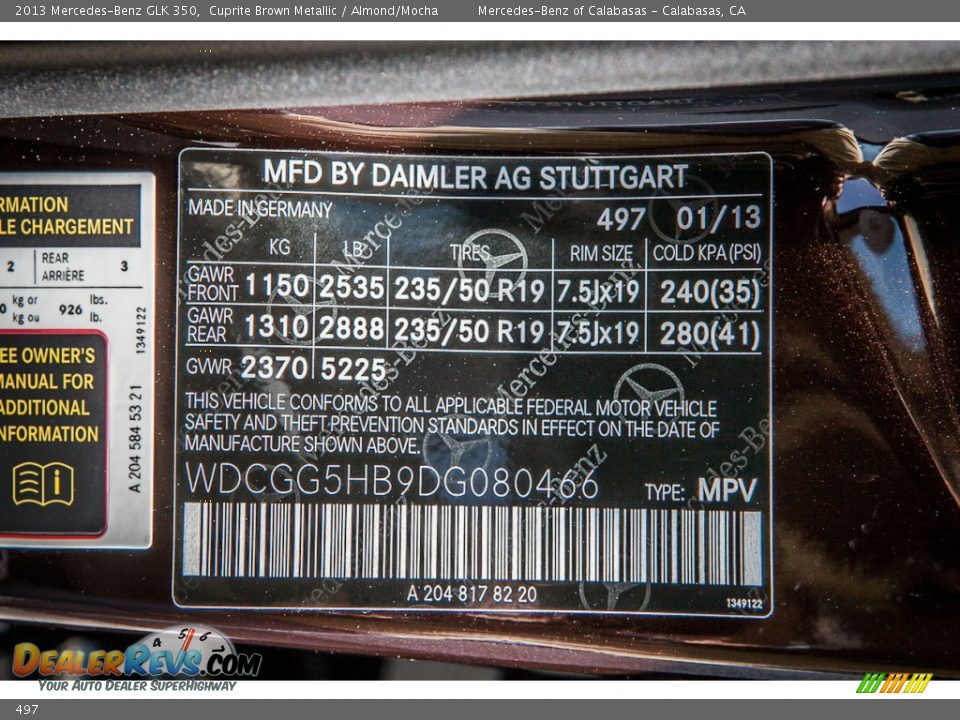 2013 Mercedes-Benz GLK 350, Cuprite Brown Metallic / Almond/Mocha Mercedes-Benz of Calabasas - Calabasas, CA
RMATION
LE CHARGEMENT
2 REAR ARRIÈRE 3
0 kg or kg ou 926 lbs. lb.
1349122
EE OWNER'S
MANUAL FOR
ADDITIONAL
NFORMATION
A 204 584 53 21
MFD BY DAIMLER AG STUTTGART
MADE IN GERMANY
497 01/13
KG LB TIRES RIM SIZE COLD KPA (PSI)
GAWR FRONT 1150 2535 235/50 R19 7.5Jx19 240(35)
GAWR REAR 1310 2888 235/50 R19 7.5Jx19 280(41)
GVWR 2370 5225
THIS VEHICLE CONFORMS TO ALL APPLICABLE FEDERAL MOTOR VEHICLE
SAFETY AND THEFT PREVENTION STANDARDS IN EFFECT ON THE DATE OF
MANUFACTURE SHOWN ABOVE.
WDCGG5HB9DG080466 TYPE: MPV
A 204 817 82 20
1349122
4 5 6
DEALERREVS.COM
YOUR AUTO DEALER SUPERHIGHWAY
497